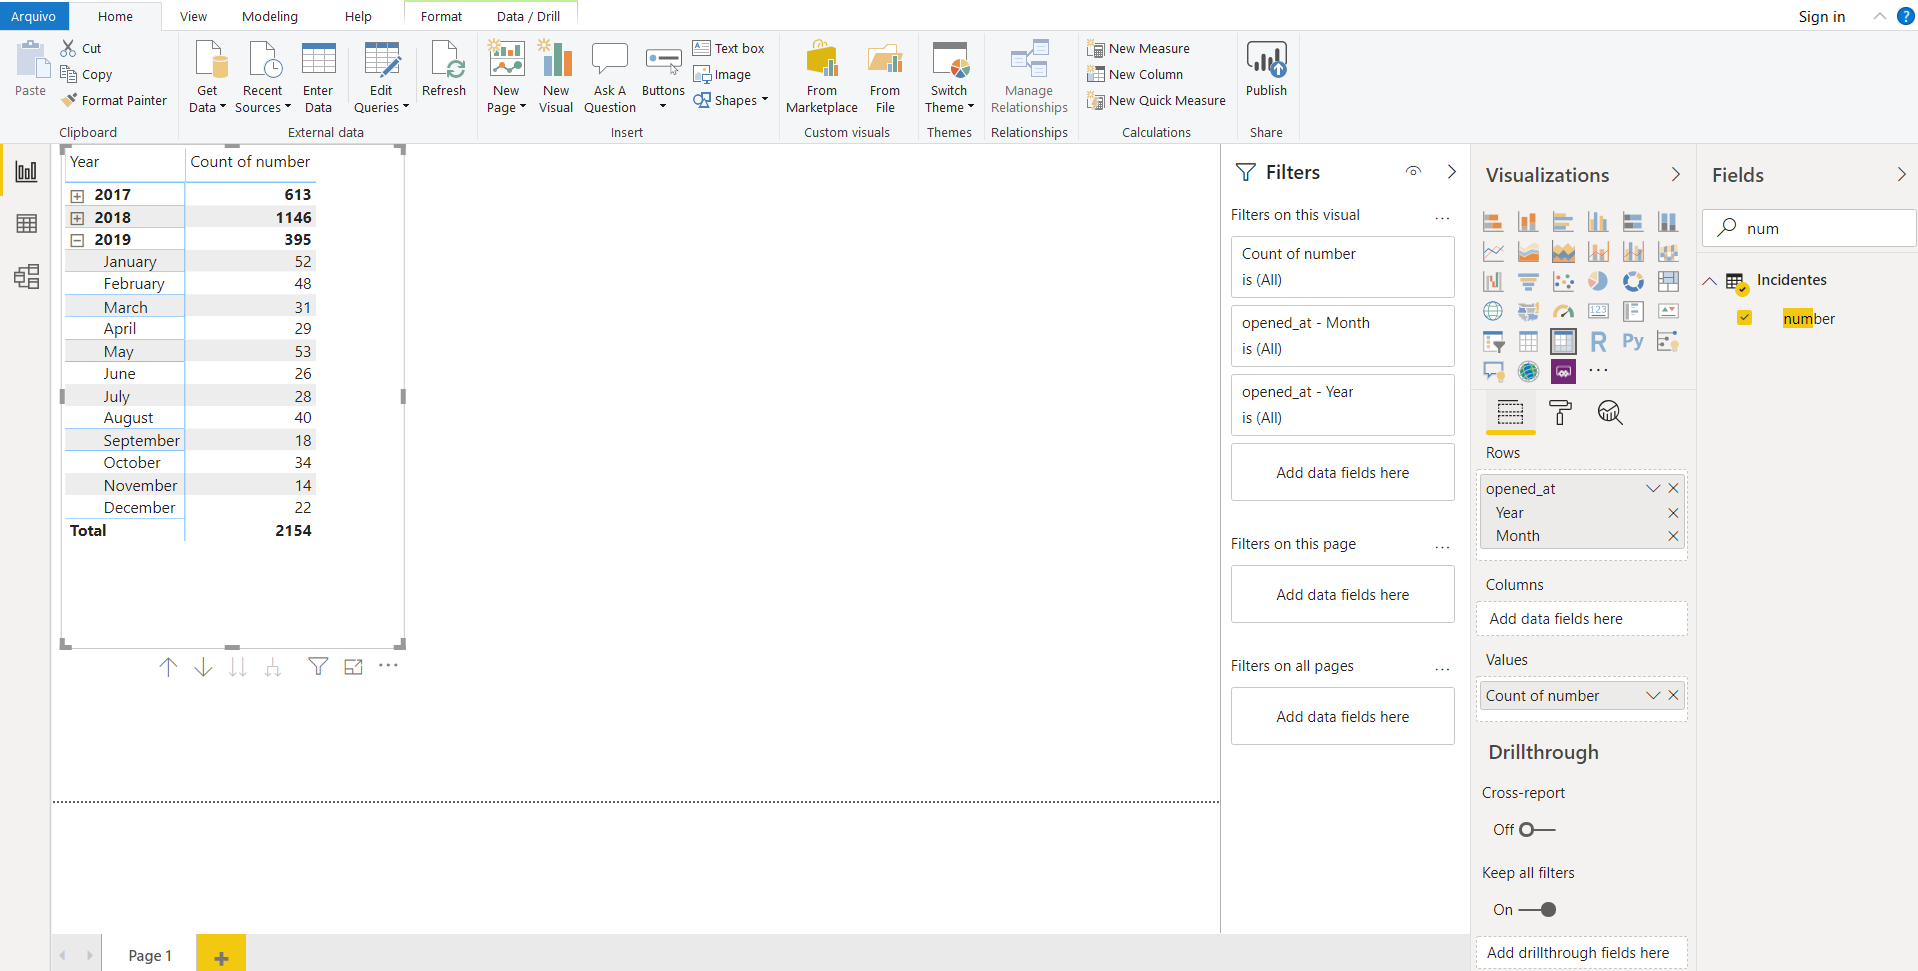 Arquivo
Home
View
Modeling
Help
Format
Data / Drill
Sign in
?
Paste
Cut
Copy
Format Painter
Clipboard
Get Data
Recent Sources
Enter Data
Edit Queries
Refresh
External data
New Page
New Visual
Ask A Question
Buttons
Text box
Image
Shapes
Insert
From Marketplace
From File
Custom visuals
Switch Theme
Themes
Manage Relationships
Relationships
New Measure
New Column
New Quick Measure
Calculations
Publish
Share
Year Count of number
2017 613
2018 1146
2019 395
January 52
February 48
March 31
April 29
May 53
June 26
July 28
August 40
September 18
October 34
November 14
December 22
Total 2154
Filters
Filters on this visual ...
Count of number
is (All)
opened_at - Month
is (All)
opened_at - Year
is (All)
Add data fields here
Filters on this page ...
Add data fields here
Filters on all pages ...
Add data fields here
Visualizations
123
R
Py
...
Rows
opened_at
Year
Month
Columns
Add data fields here
Values
Count of number
Drillthrough
Cross-report
Off
Keep all filters
On
Add drillthrough fields here
Fields
num
Incidentes
number
Page 1
+